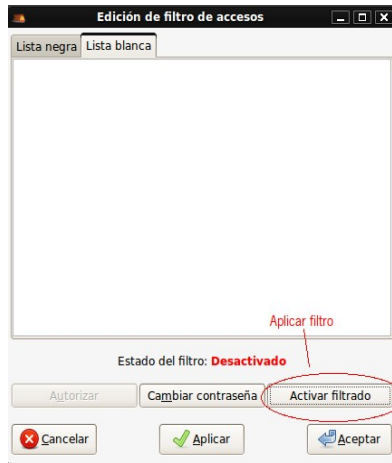 Edición de filtro de accesos
Lista negra Lista blanca
Aplicar filtro
Estado del filtro: Desactivado
Autorizar Cambiar contraseña Activar filtrado
Cancelar Aplicar Aceptar